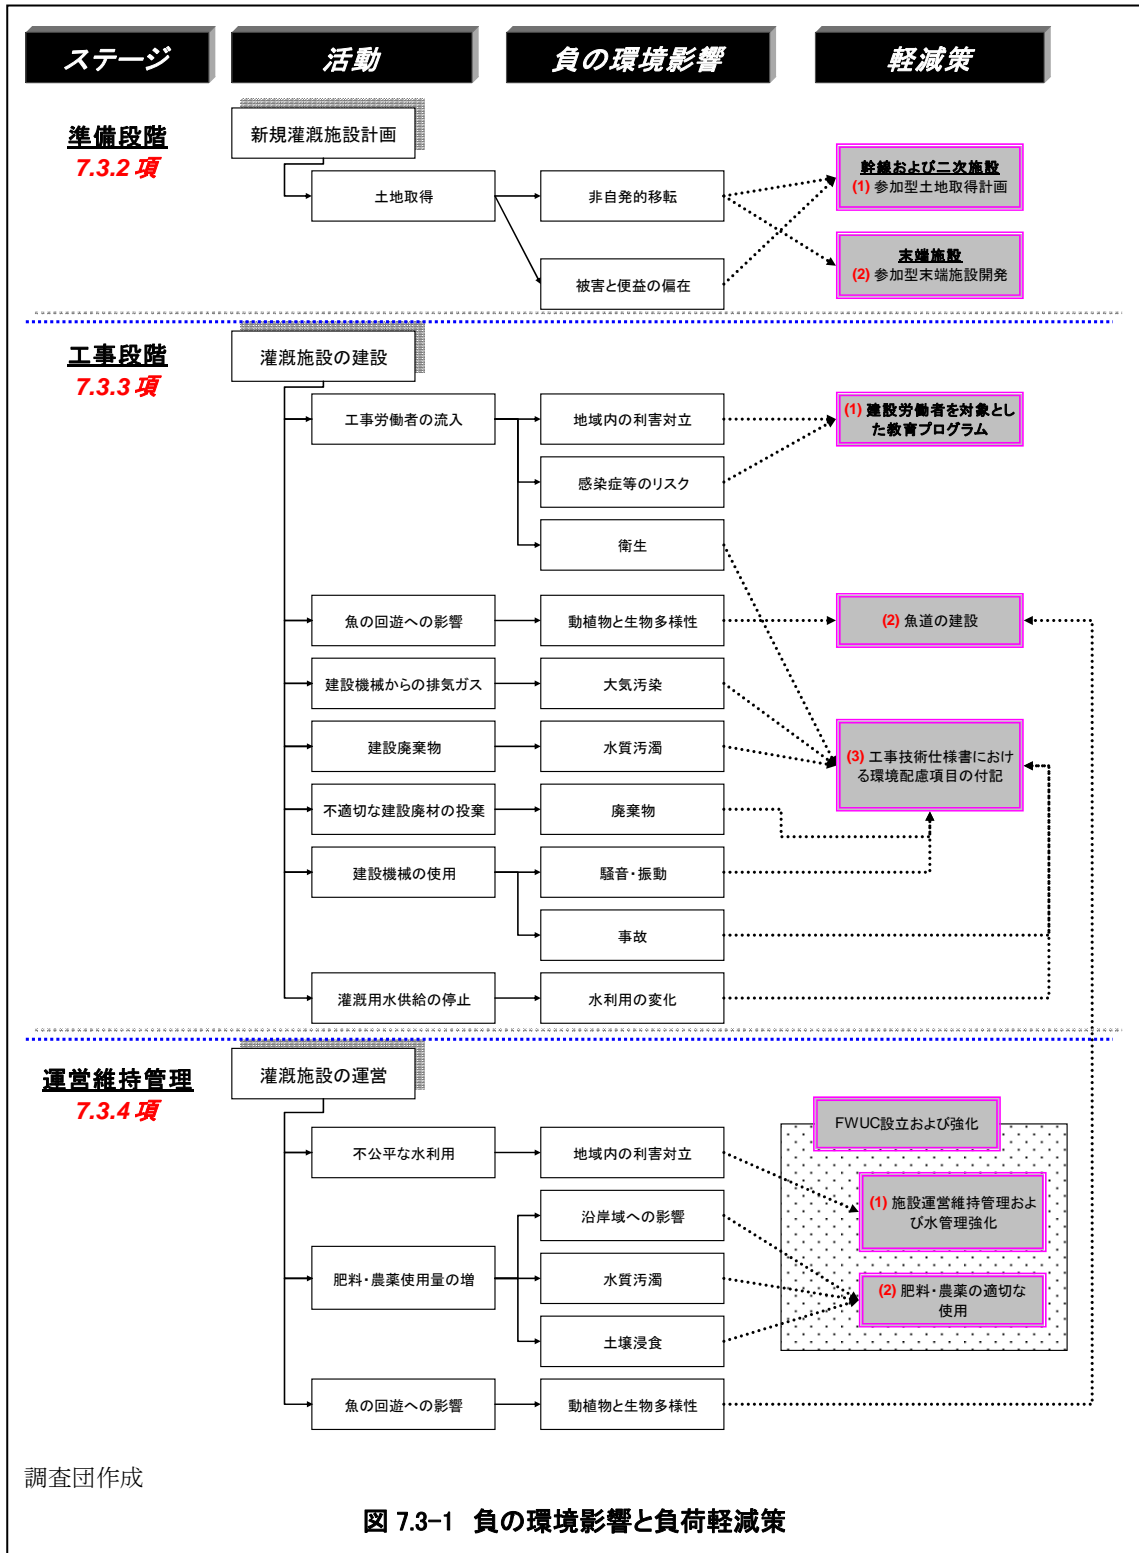 ステージ
活動
負の環境影響
軽減策
準備段階
7.3.2 項
新規灌漑施設計画
土地取得
非自発的移転
被害と便益の偏在
幹線および二次施設
(1) 参加型土地取得計画
末端施設
(2) 参加型末端施設開発
工事段階
7.3.3 項
灌漑施設の建設
工事労働者の流入
地域内の利害対立
(1) 建設労働者を対象とし
た教育プログラム
感染症等のリスク
衛生
魚の回遊への影響
動植物と生物多様性
(2) 魚道の建設
建設機械からの排気ガス
大気汚染
建設廃棄物
水質汚濁
(3) 工事技術仕様書におけ
る環境配慮項目の付記
不適切な建設廃材の投棄
廃棄物
建設機械の使用
騒音・振動
事故
灌漑用水供給の停止
水利用の変化
運営維持管理
7.3.4 項
灌漑施設の運営
不公平な水利用
地域内の利害対立
FWUC設立および強化
(1) 施設運営維持管理およ
び水管理強化
肥料・農薬使用量の増
沿岸域への影響
水質汚濁
土壌浸食
(2) 肥料・農薬の適切な
使用
魚の回遊への影響
動植物と生物多様性
調査団作成
図 7.3-1 負の環境影響と負荷軽減策